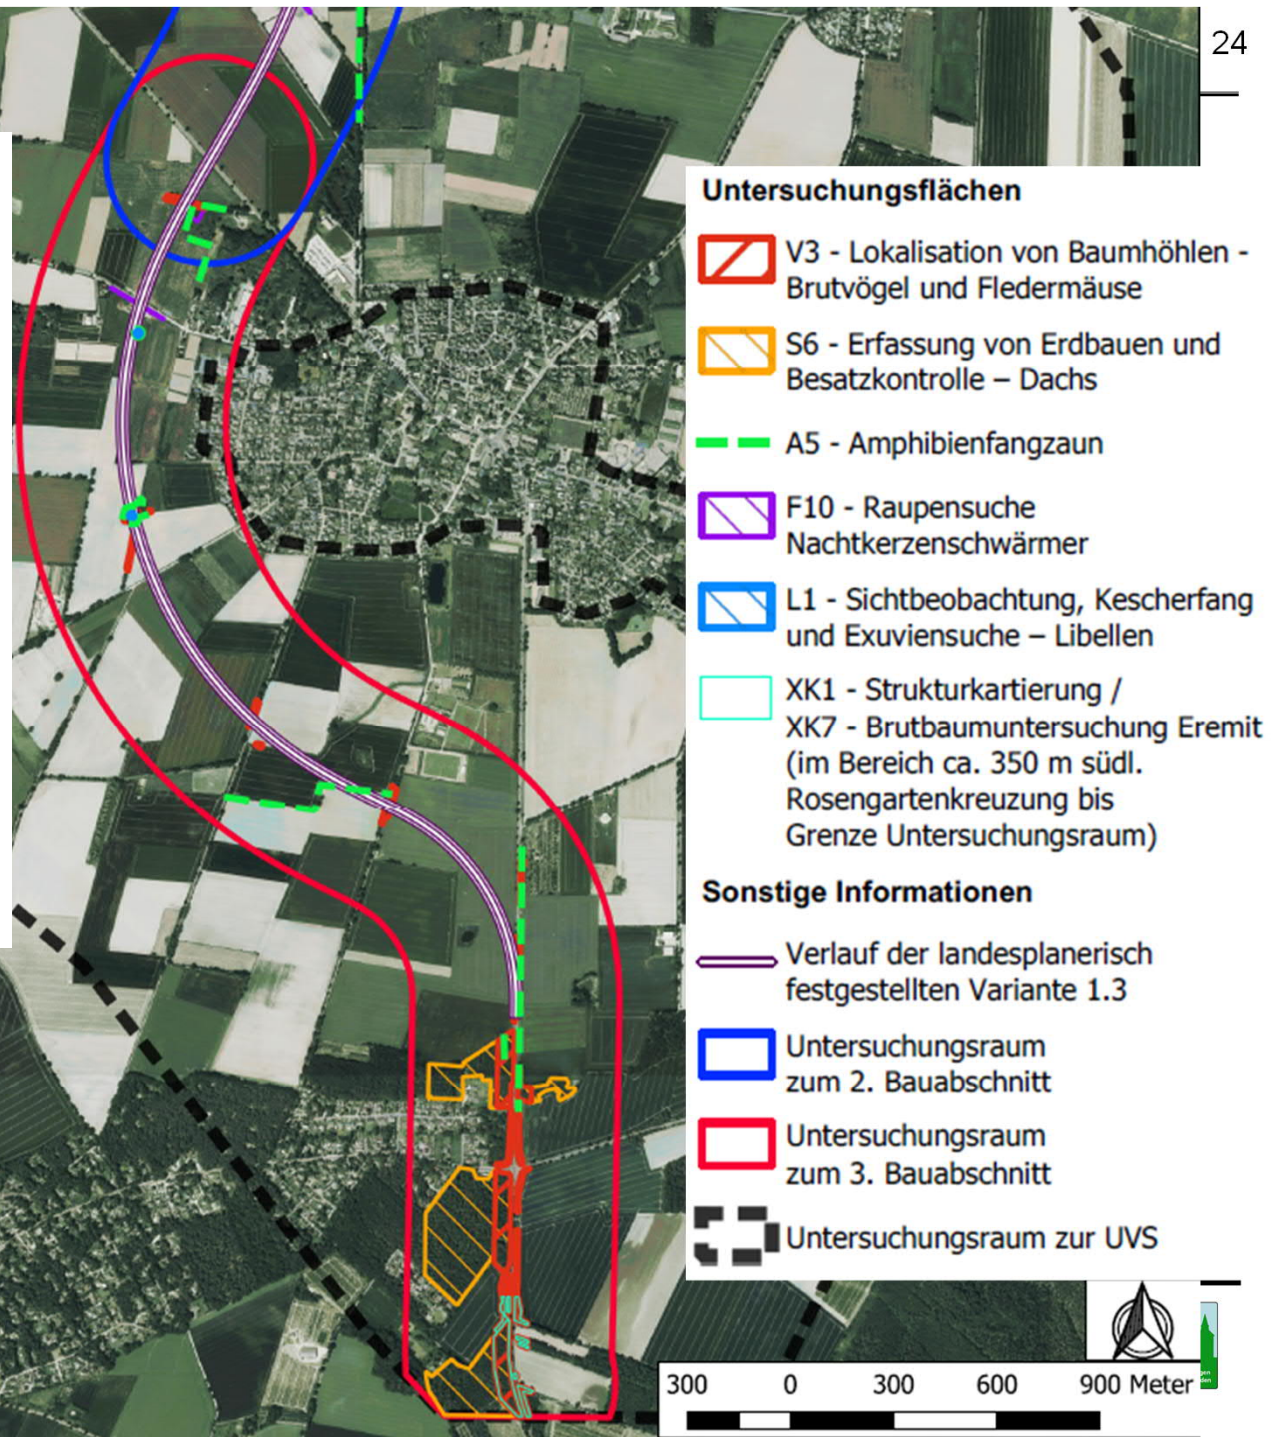 24
Untersuchungsflächen
V3 - Lokalisation von Baumhöhlen -
Brutvögel und Fledermäuse
S6 - Erfassung von Erdbauen und
Besatzkontrolle – Dachs
A5 - Amphibienfangzaun
F10 - Raupensuche
Nachtkerzenschwärmer
L1 - Sichtbeobachtung, Kescherfang
und Exuviensuche – Libellen
XK1 - Strukturkartierung /
XK7 - Brutbaumuntersuchung Eremit
(im Bereich ca. 350 m südl.
Rosengartenkreuzung bis
Grenze Untersuchungsraum)
Sonstige Informationen
Verlauf der landesplanerisch
festgestellten Variante 1.3
Untersuchungsraum
zum 2. Bauabschnitt
Untersuchungsraum
zum 3. Bauabschnitt
Untersuchungsraum zur UVS
300 0 300 600 900 Meter